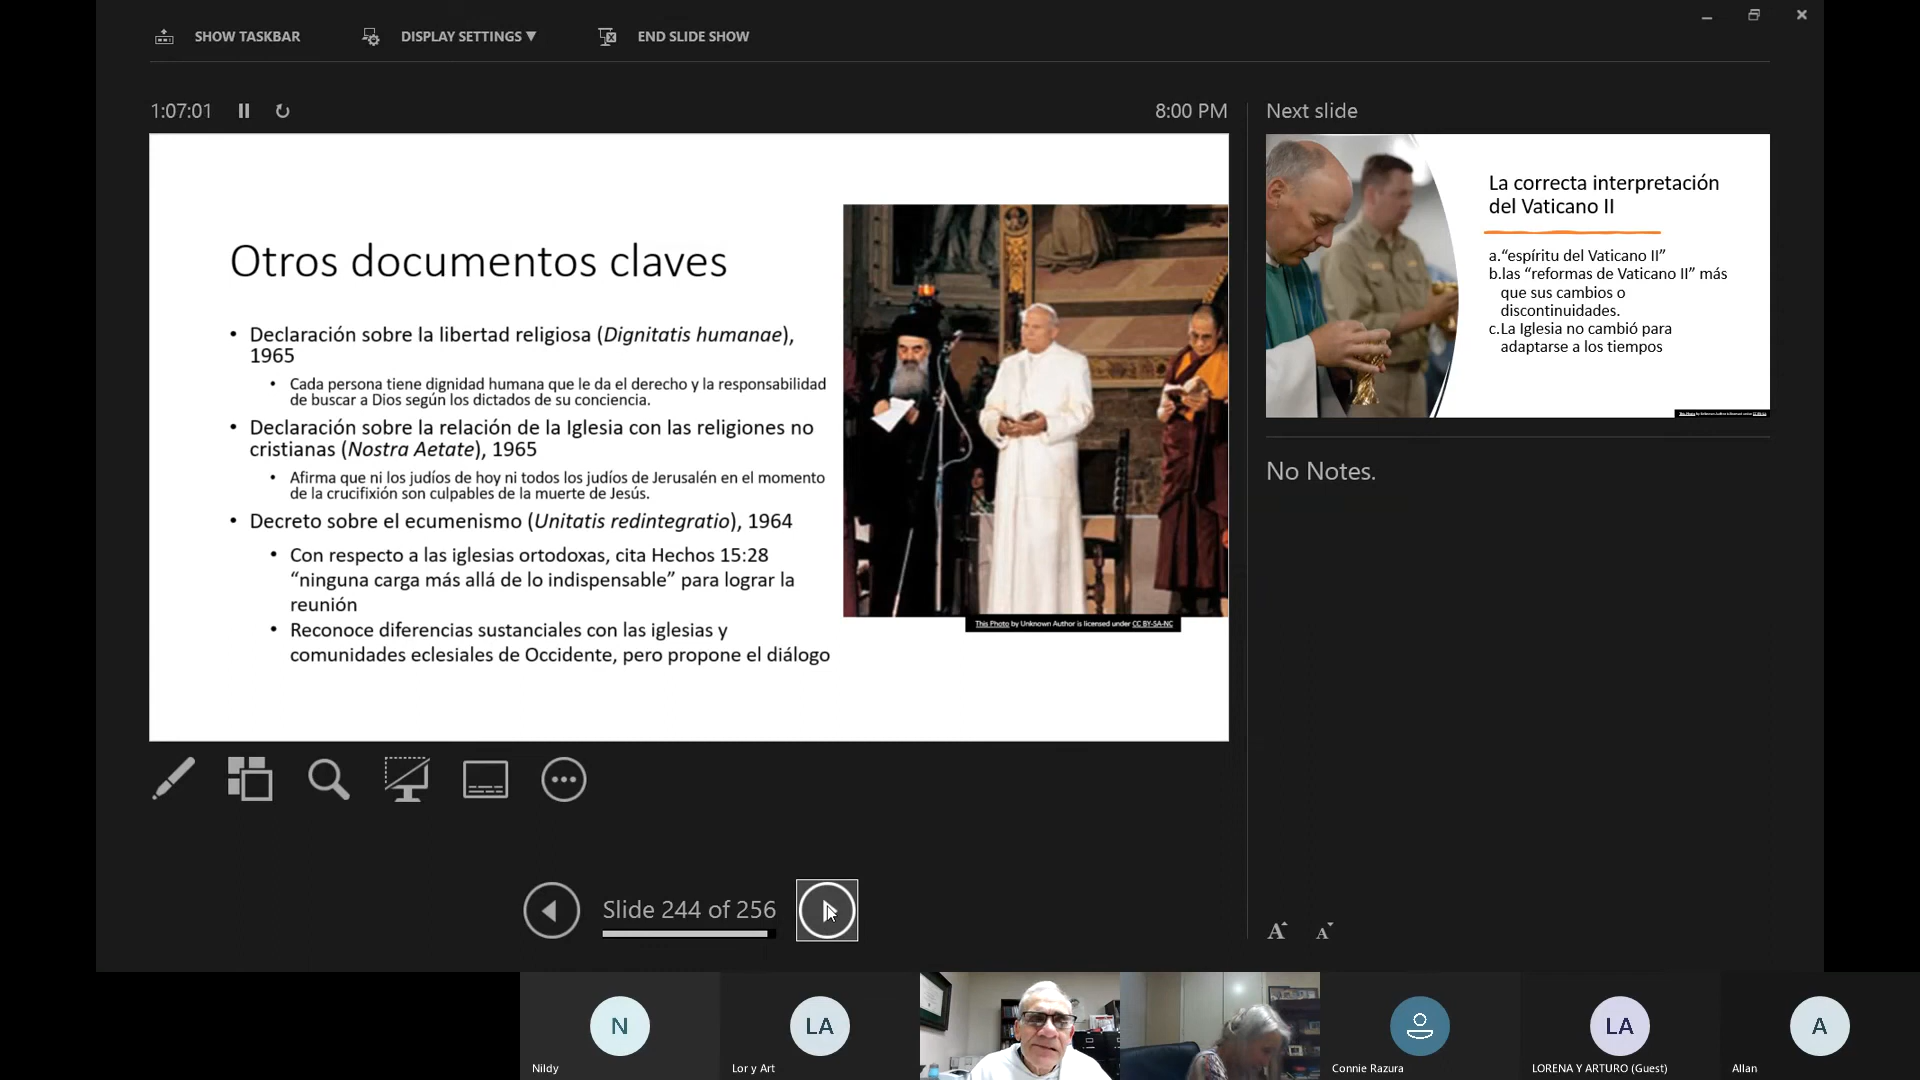 SHOW TASKBAR
DISPLAY SETTINGS ▼
END SLIDE SHOW
1:07:01
8:00 PM
Next slide
Otros documentos claves
• Declaración sobre la libertad religiosa (Dignitatis humanae),
1965
• Cada persona tiene dignidad humana que le da el derecho y la responsabilidad
de buscar a Dios según los dictados de su conciencia.
• Declaración sobre la relación de la Iglesia con las religiones no
cristianas (Nostra Aetate), 1965
• Afirma que ni los judíos de hoy ni todos los judíos de Jerusalén en el momento
de la crucifixión son culpables de la muerte de Jesús.
• Decreto sobre el ecumenismo (Unitatis redintegratio), 1964
• Con respecto a las iglesias ortodoxas, cita Hechos 15:28
“ninguna carga más allá de lo indispensable” para lograr la
reunión
• Reconoce diferencias sustanciales con las iglesias y
comunidades eclesiales de Occidente, pero propone el diálogo
This Photo by Unknown Author is licensed under CC BY-SA-NC
La correcta interpretación
del Vaticano II
a.“espíritu del Vaticano II”
b.las “reformas de Vaticano II” más
que sus cambios o
discontinuidades.
c.La Iglesia no cambió para
adaptarse a los tiempos
No Notes.
Slide 244 of 256
A A
N
Nildy
LA
Lor y Art
Connie Razura
LA
LORENA Y ARTURO (Guest)
A
Allan